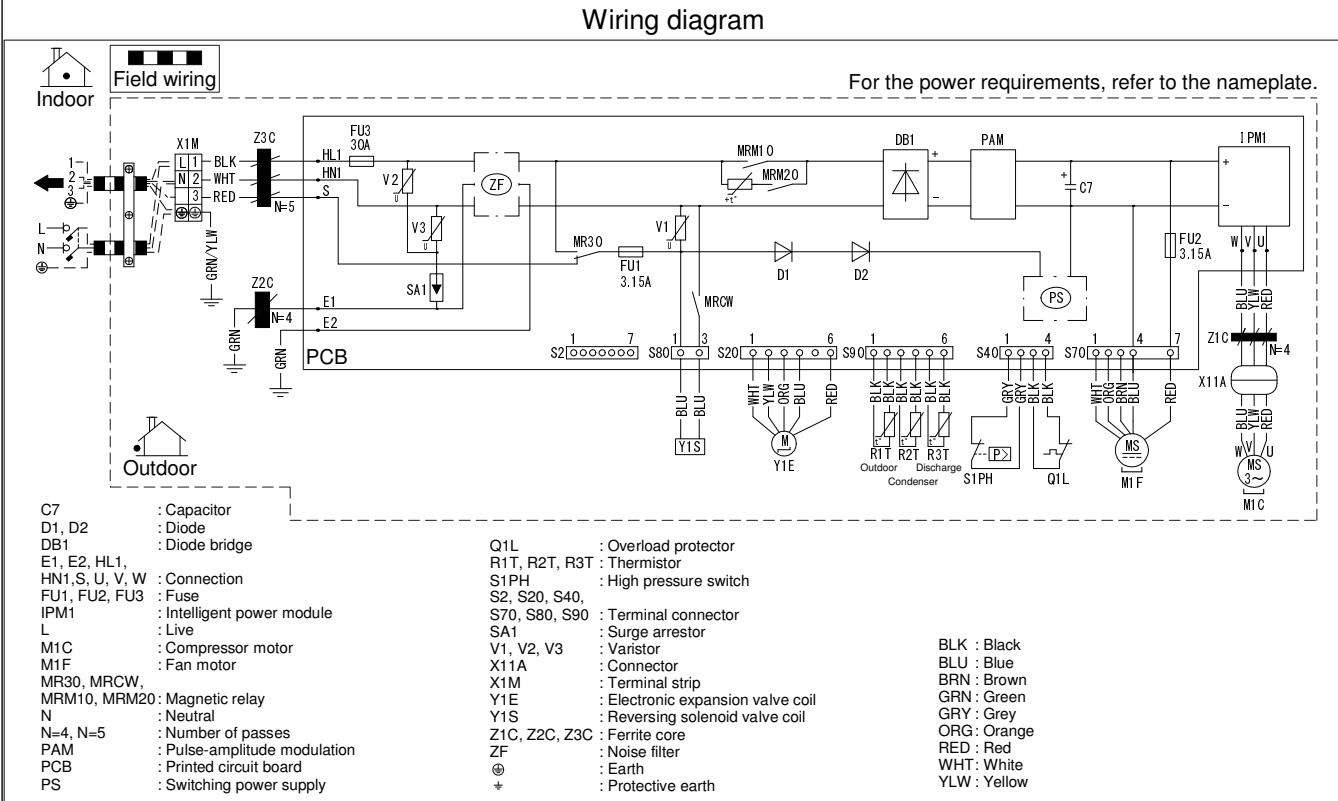 Wiring diagram
Indoor
Field wiring
For the power requirements, refer to the nameplate.
X1M
Z3C
FU3
30A
MRM10
DB1
PAM
IPM1
1
2
3
L 1
BLK
HL1
N 2
WHT
HN1
3
RED
S
N=5
V2
U
ZF
MRM20
+t°
+
-
+
C7
+
-
V3
U
V1
U
MR30
FU1
3.15A
D1
D2
FU2
3.15A
W V U
L
N
GRN/YLW
Z2C
N=4
E1
E2
SA1
MRCW
PS
BLU
YLW
RED
GRN
GRN
PCB
S2
1
7
S80
1
3
S20
1
6
S90
1
6
S40
1
4
S70
1
4
7
Z1C
N=4
X11A
BLU
BLU
WHT
YLW
ORG
BLU
RED
BLK
BLK
BLK
BLK
BLK
BLK
GRY
GRY
BLK
BLK
WHT
ORG
BRN
BLU
RED
BLU
YLW
RED
Y1S
M
Y1E
t°
t°
t°
R1T
R2T
R3T
Outdoor
Condenser
Discharge
P>
S1PH
Q1L
MS
M1F
W
V
U
MS
3~
M1C
Outdoor
C7 : Capacitor
D1, D2 : Diode
DB1 : Diode bridge
E1, E2, HL1,
HN1,S, U, V, W : Connection
FU1, FU2, FU3 : Fuse
IPM1 : Intelligent power module
L : Live
M1C : Compressor motor
M1F : Fan motor
MR30, MRCW,
MRM10, MRM20 : Magnetic relay
N : Neutral
N=4, N=5 : Number of passes
PAM : Pulse-amplitude modulation
PCB : Printed circuit board
PS : Switching power supply
Q1L : Overload protector
R1T, R2T, R3T : Thermistor
S1PH : High pressure switch
S2, S20, S40,
S70, S80, S90 : Terminal connector
SA1 : Surge arrestor
V1, V2, V3 : Varistor
X11A : Connector
X1M : Terminal strip
Y1E : Electronic expansion valve coil
Y1S : Reversing solenoid valve coil
Z1C, Z2C, Z3C : Ferrite core
ZF : Noise filter
: Earth
: Protective earth
BLK : Black
BLU : Blue
BRN : Brown
GRN : Green
GRY : Grey
ORG : Orange
RED : Red
WHT : White
YLW : Yellow